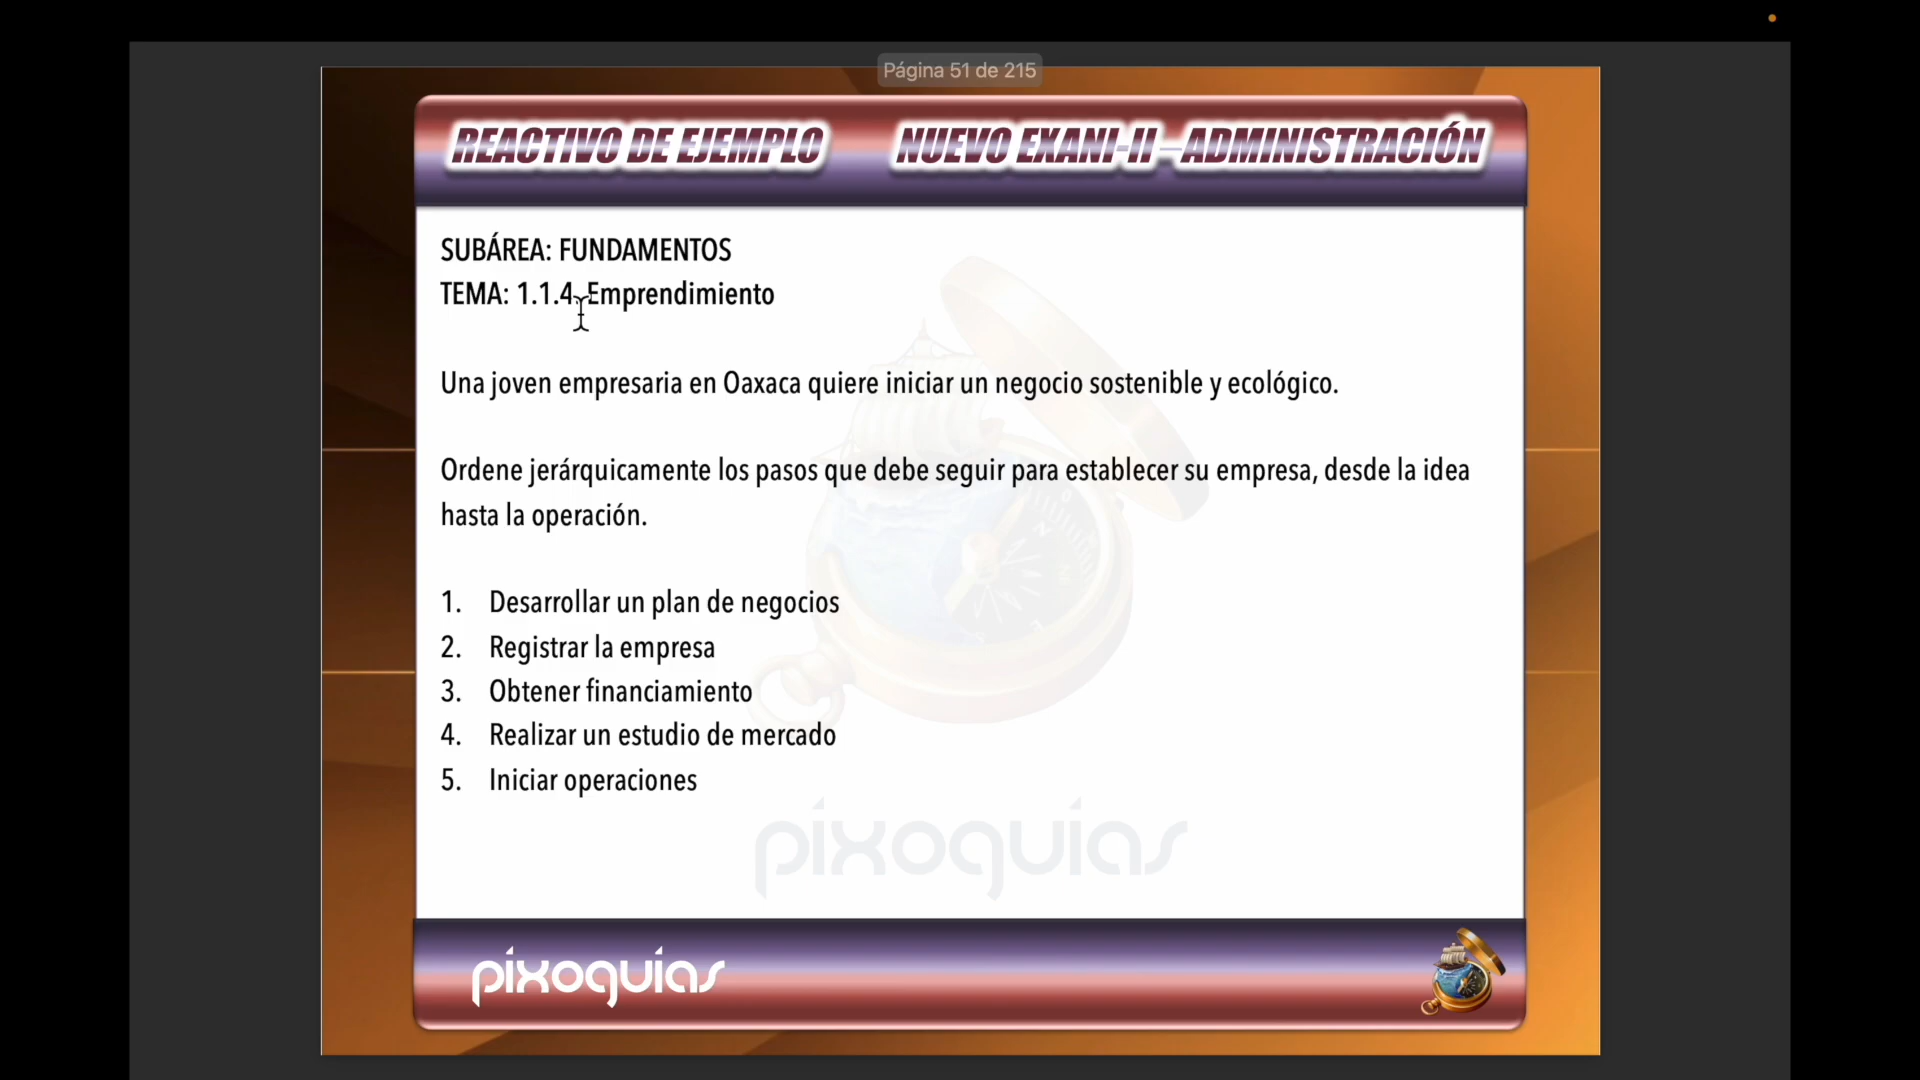 Página 51 de 215
REACTIVO DE EJEMPLO NUEVO EXANI-II – ADMINISTRACIÓN
SUBÁREA: FUNDAMENTOS
TEMA: 1.1.4. Emprendimiento
Una joven empresaria en Oaxaca quiere iniciar un negocio sostenible y ecológico.
Ordene jerárquicamente los pasos que debe seguir para establecer su empresa, desde la idea
hasta la operación.
1. Desarrollar un plan de negocios
2. Registrar la empresa
3. Obtener financiamiento
4. Realizar un estudio de mercado
5. Iniciar operaciones
pixoguías
pixoguías